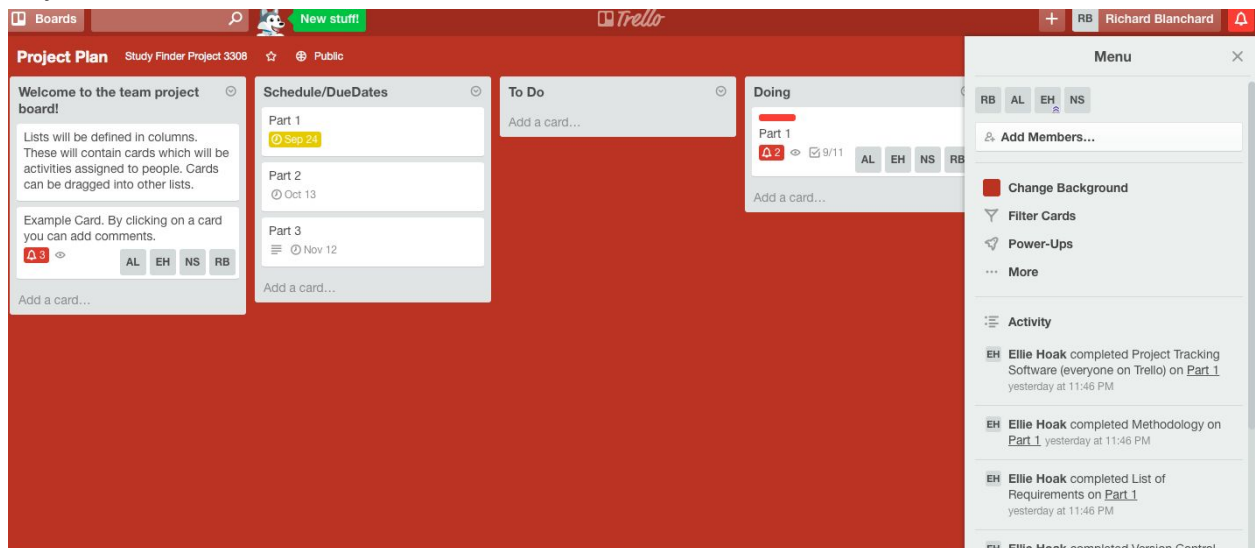 Boards
New stuff!
Trello
+
RB Richard Blanchard
Project Plan Study Finder Project 3308 Public
Welcome to the team project
board!
Lists will be defined in columns.
These will contain cards which will be
activities assigned to people. Cards
can be dragged into other lists.
Example Card. By clicking on a card
you can add comments.
3
AL EH NS RB
Add a card...
Schedule/DueDates
Part 1
Sep 24
Part 2
Oct 13
Part 3
Nov 12
Add a card...
To Do
Add a card...
Doing
Part 1
2 9/11
AL EH NS RB
Add a card...
Menu
RB AL EH NS
Add Members...
Change Background
Filter Cards
Power-Ups
More
Activity
EH Ellie Hoak completed Project Tracking
Software (everyone on Trello) on Part 1
yesterday at 11:46 PM
EH Ellie Hoak completed Methodology on
Part 1 yesterday at 11:46 PM
EH Ellie Hoak completed List of
Requirements on Part 1
yesterday at 11:46 PM
EH Ellie Hoak completed Version Control